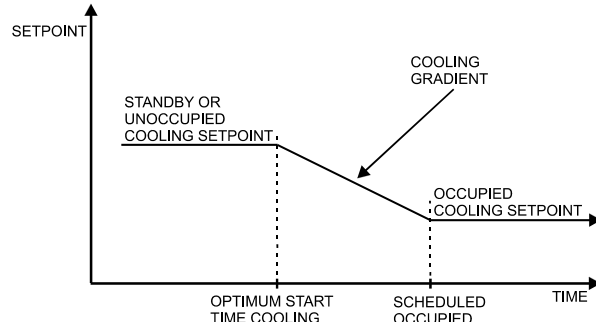 SETPOINT
COOLING
GRADIENT
STANDBY OR
UNOCCUPIED
COOLING SETPOINT
OCCUPIED
COOLING SETPOINT
OPTIMUM START
TIME COOLING
SCHEDULED
OCCUPIED
TIME